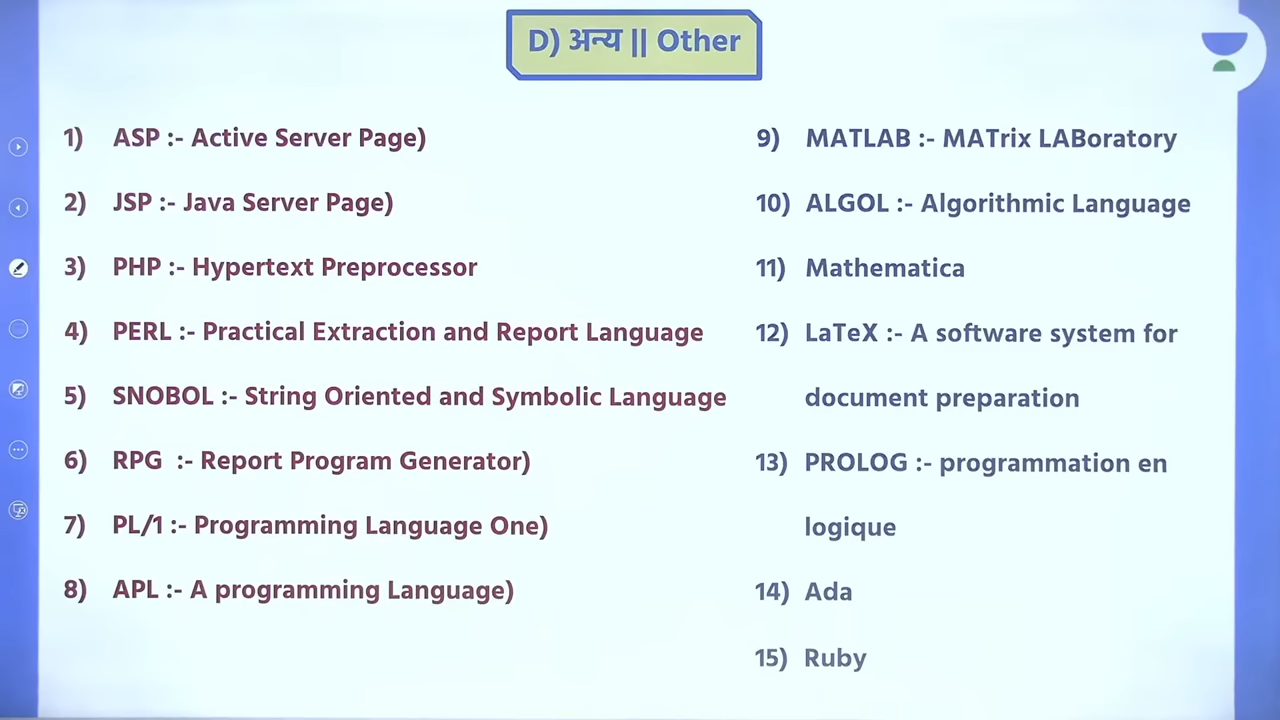 D) अन्य || Other
1) ASP :- Active Server Page)
2) JSP :- Java Server Page)
3) PHP :- Hypertext Preprocessor
4) PERL :- Practical Extraction and Report Language
5) SNOBOL :- String Oriented and Symbolic Language
6) RPG :- Report Program Generator)
7) PL/1 :- Programming Language One)
8) APL :- A programming Language)
9) MATLAB :- MATrix LABoratory
10) ALGOL :- Algorithmic Language
11) Mathematica
12) LaTeX :- A software system for
document preparation
13) PROLOG :- programmation en
logique
14) Ada
15) Ruby